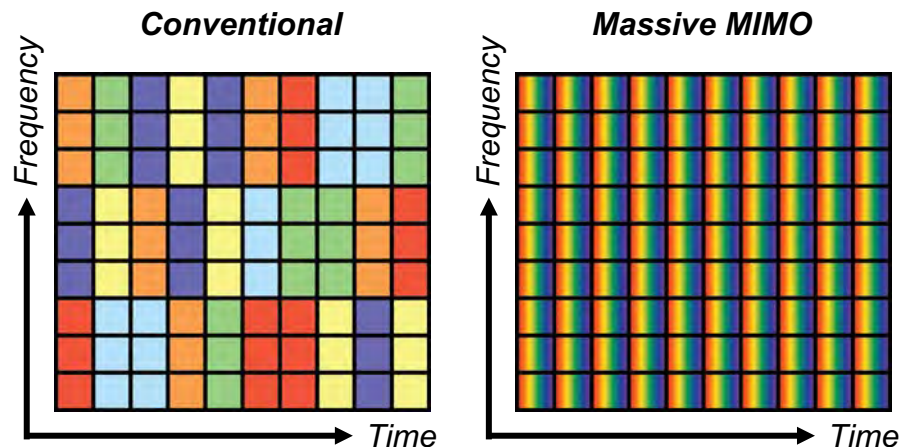 Conventional
Massive MIMO
Frequency
Frequency
Time
Time